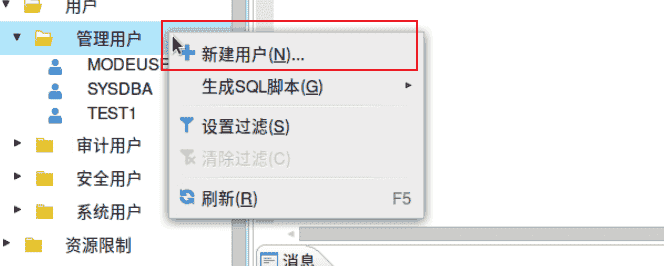 用户
管理用户
MODEUSE
SYSDBA
TEST1
审计用户
安全用户
系统用户
资源限制
新建用户(N)...
生成SQL脚本(G)
设置过滤(S)
清除过滤(C)
刷新(R) F5
消息